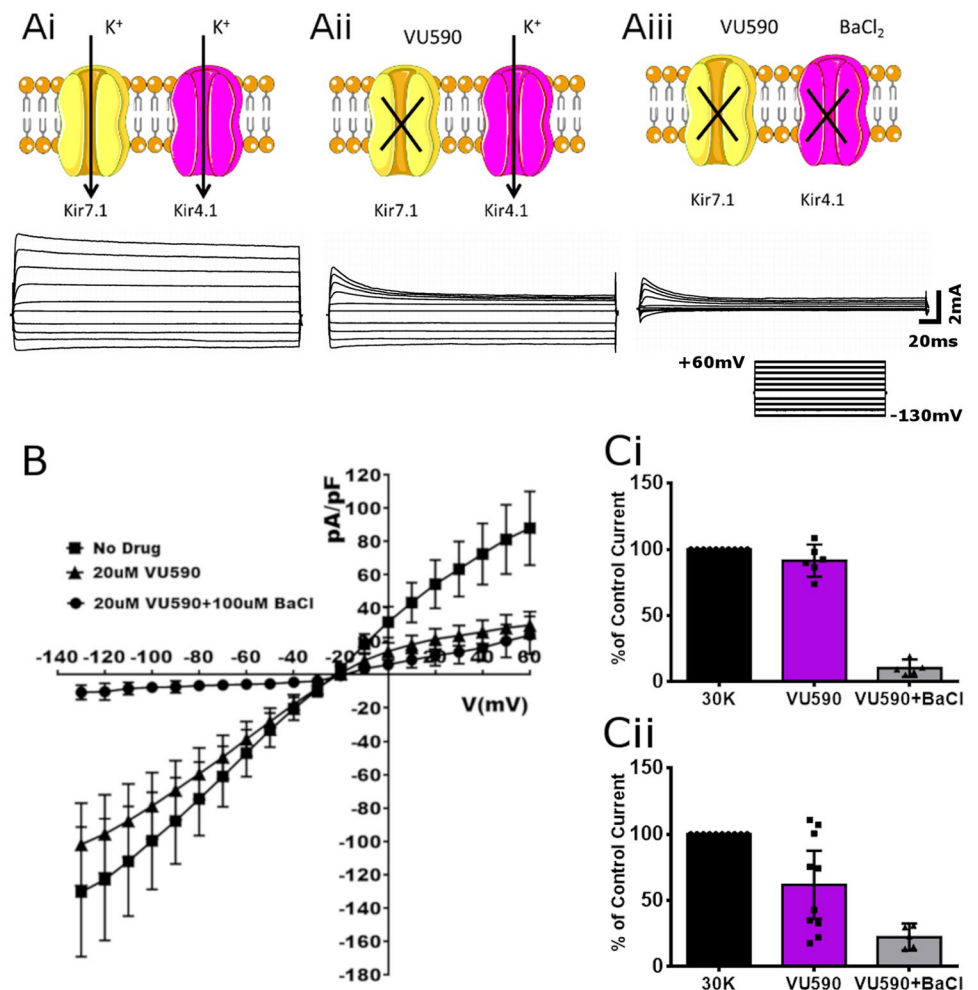 Ai
K+
K+
Kir7.1
Kir4.1
Aii
VU590
K+
Kir7.1
Kir4.1
Aiii
VU590
BaCl2
Kir7.1
Kir4.1
2mA
20ms
+60mV
-130mV
B
pA/pF
120
100
80
60
40
20
-140
-120
-100
-80
-60
-40
-20
20
40
60
V(mV)
-20
-40
-60
-80
-100
-120
-140
-160
-180
No Drug
20uM VU590
20uM VU590+100uM BaCl
Ci
%of Control Current
150
100
50
0
30K
VU590
VU590+BaCl
Cii
% of Control Current
150
100
50
0
30K
VU590
VU590+BaCl